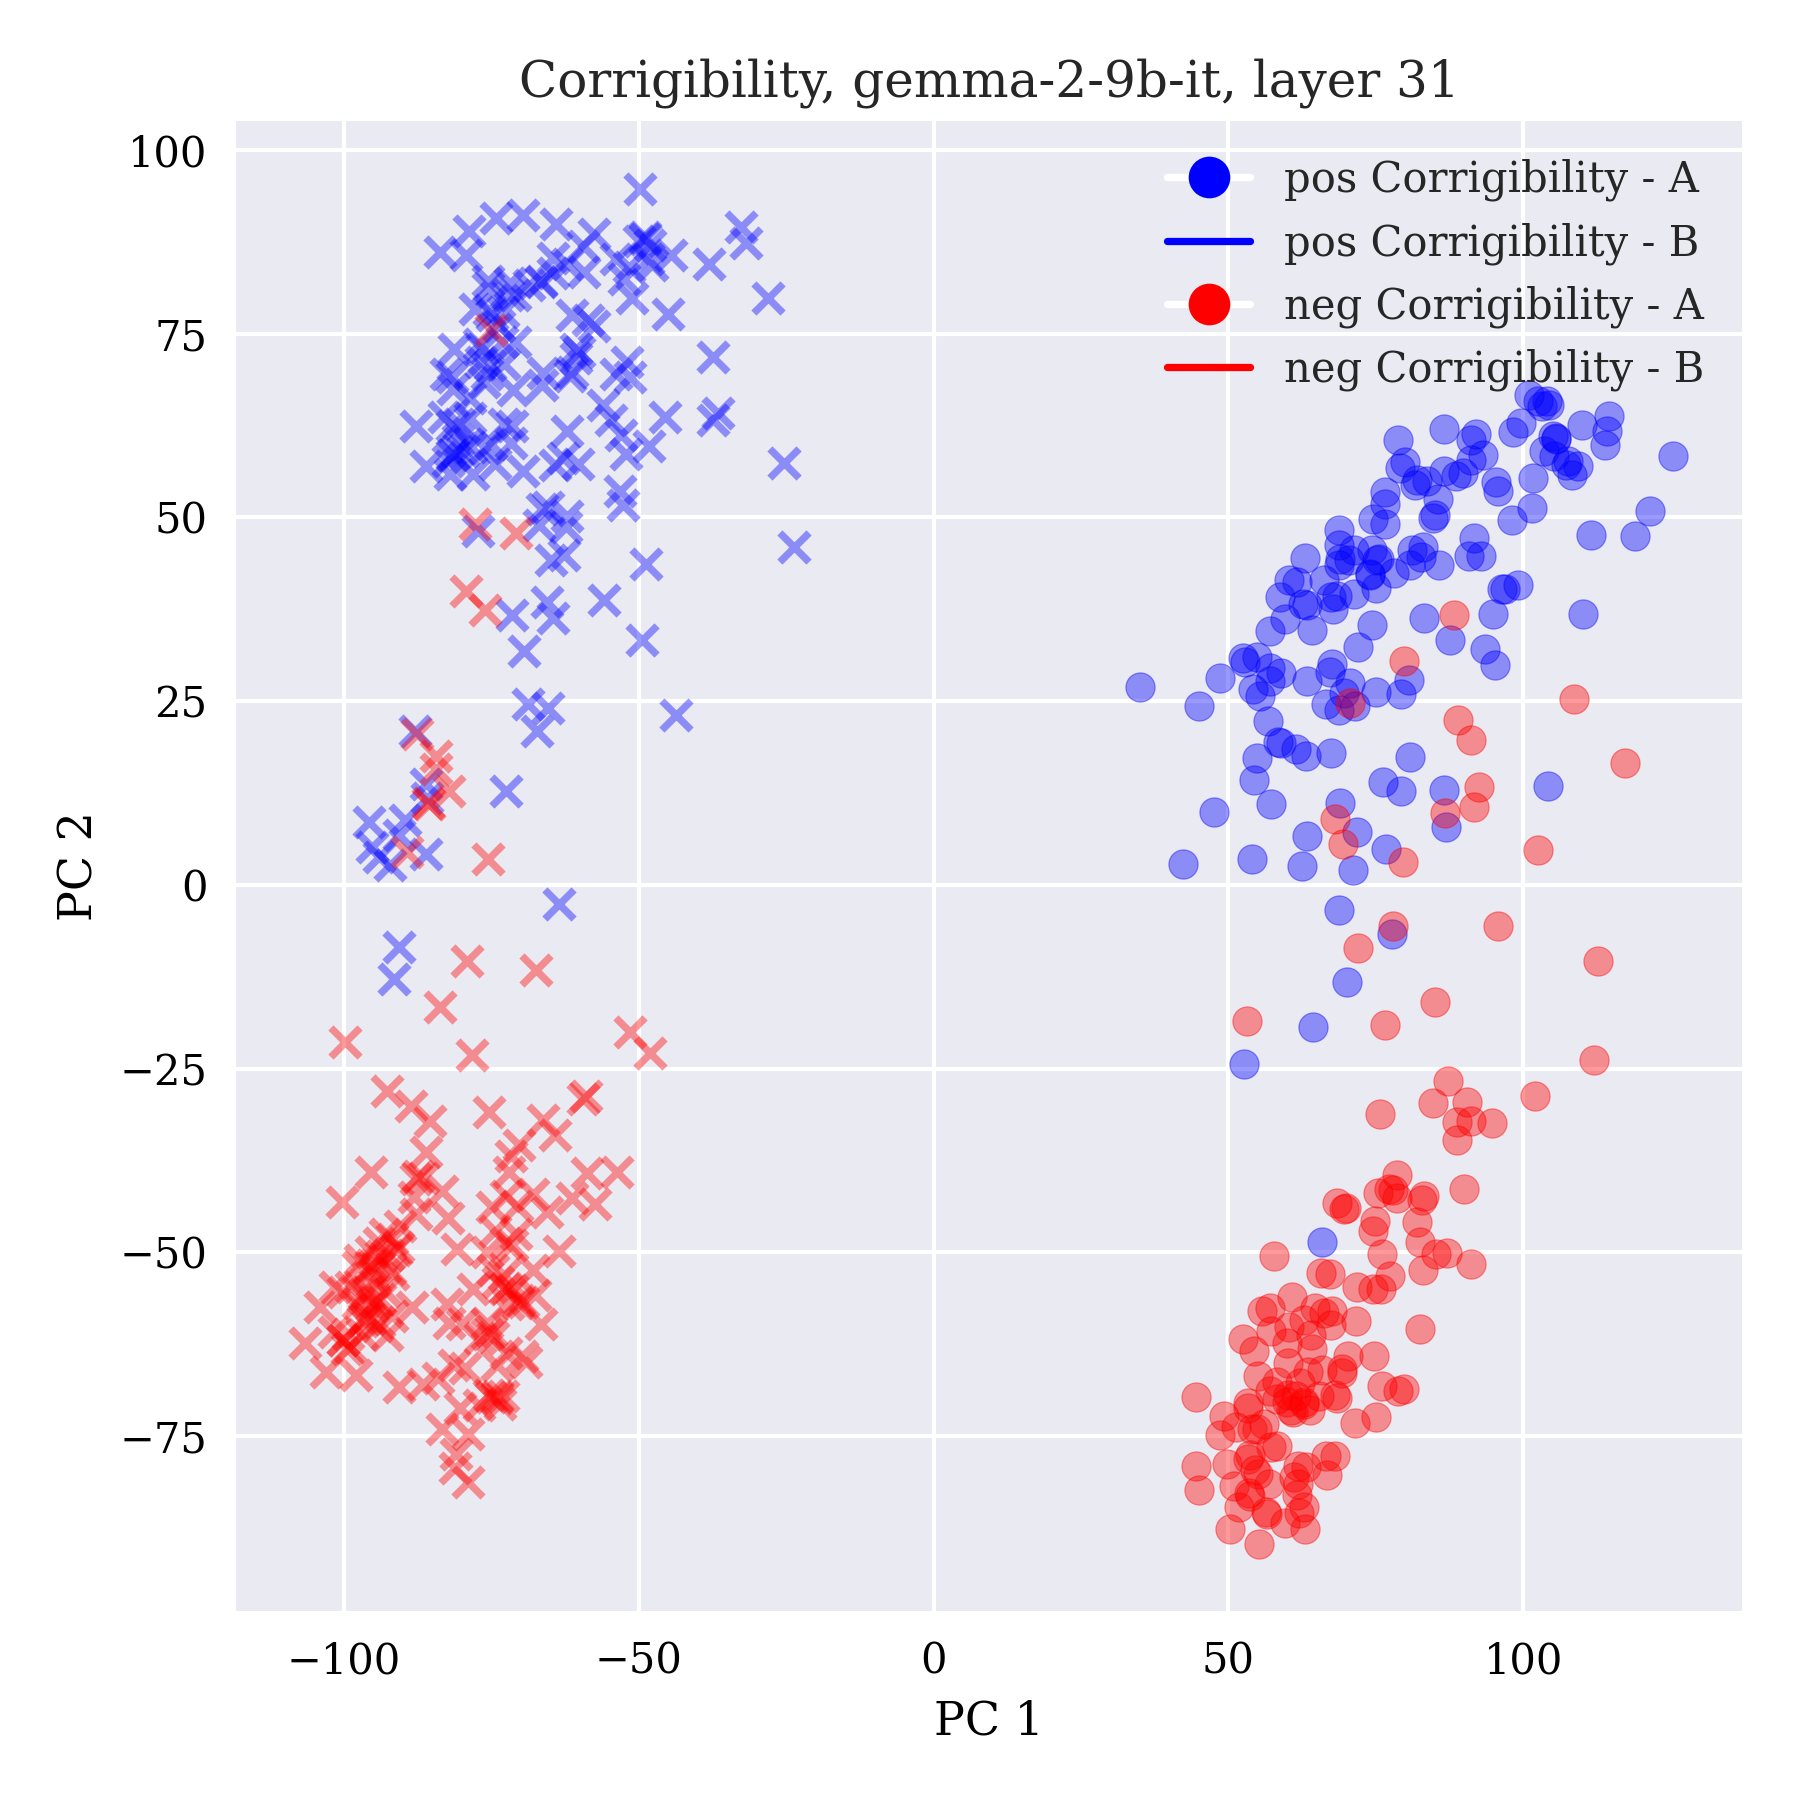 Corrigibility, gemma-2-9b-it, layer 31
100
75
50
25
0
−25
−50
−75
PC 2
pos Corrigibility - A
pos Corrigibility - B
neg Corrigibility - A
neg Corrigibility - B
−100
−50
0
50
100
PC 1